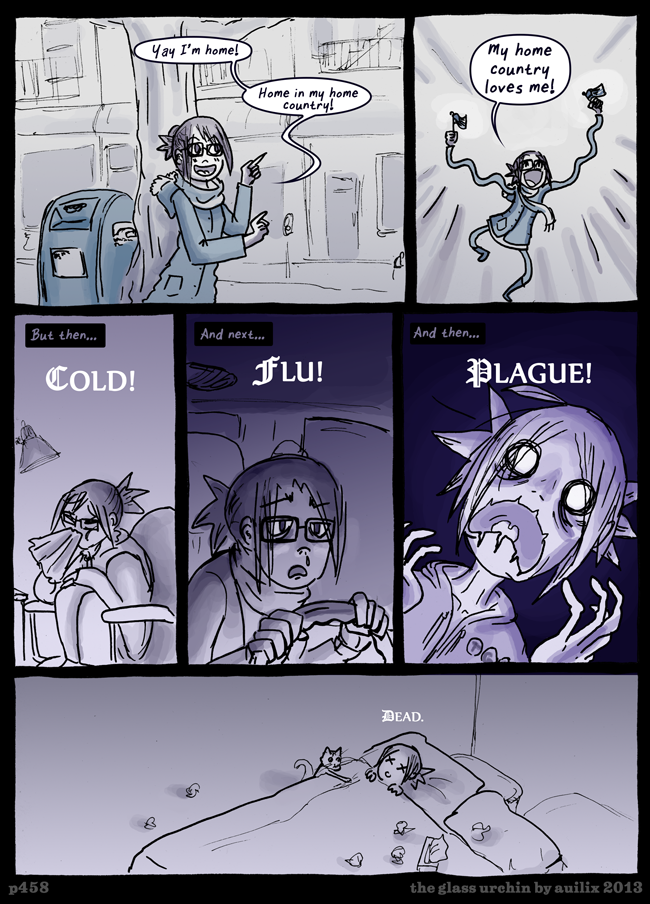 Yay I'm home!
Home in my home
country!
My home
country
loves me!
But then...
COLD!
And next...
FLU!
And then...
PLAGUE!
DEAD.
p458
the glass urchin by auilix 2013